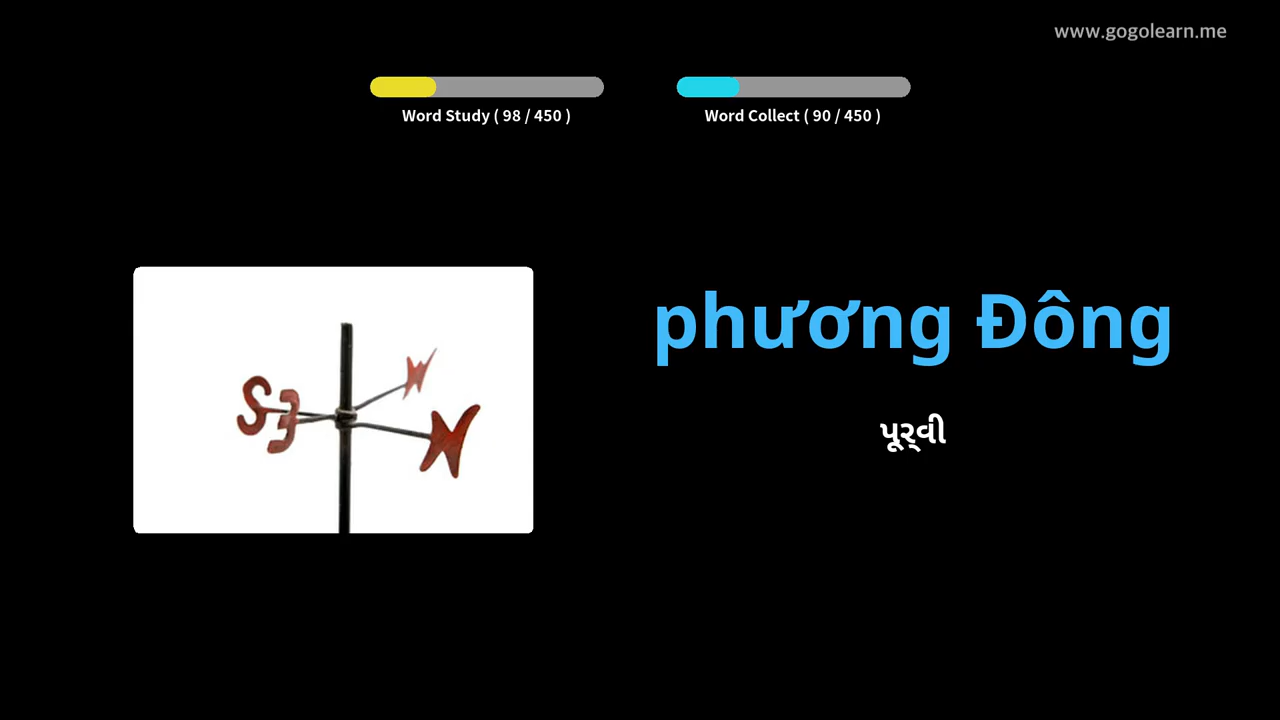 www.gogolearn.me
Word Study ( 98 / 450 )
Word Collect ( 90 / 450 )
phương Đông
પૂર્વી
S E W N